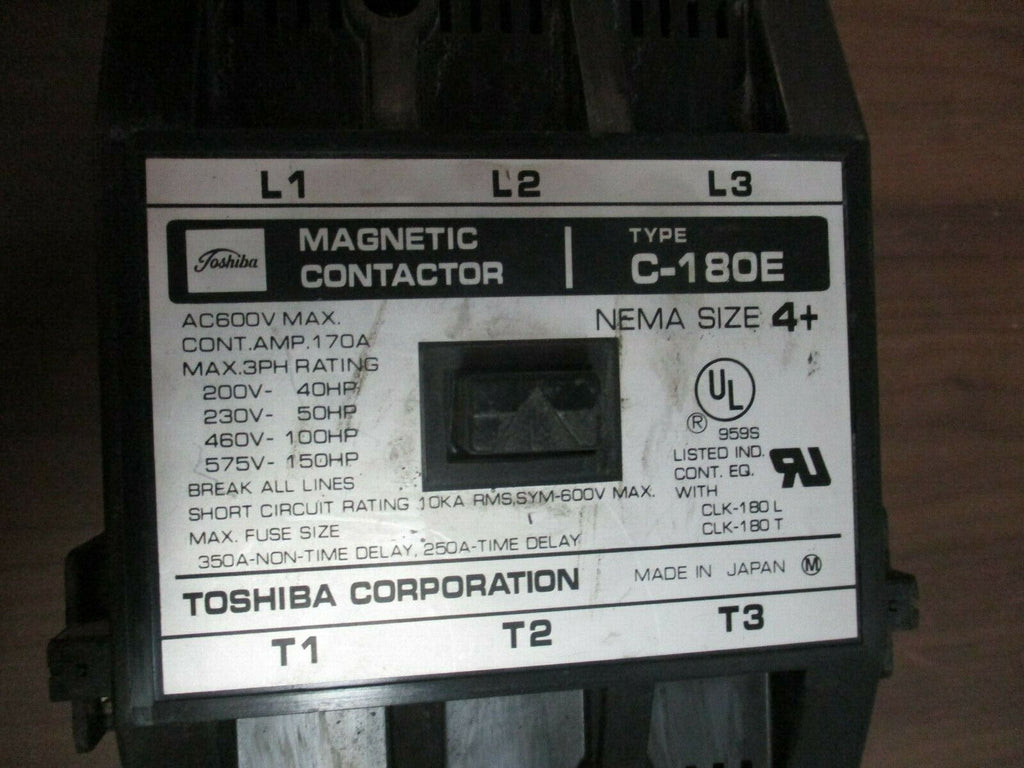 L1 L2 L3
Toshiba MAGNETIC CONTACTOR | TYPE C-180E
NEMA SIZE 4+
AC600V MAX.
CONT.AMP.170A
MAX.3PH RATING
200V- 40HP
230V- 50HP
460V- 100HP
575V- 150HP
BREAK ALL LINES
SHORT CIRCUIT RATING 10KA RMS.SYM-600V MAX.
MAX. FUSE SIZE
350A-NON-TIME DELAY, 250A-TIME DELAY
UL
®
959S
LISTED IND.
CONT. EQ.
WITH
CLK-180 L
CLK-180 T
TOSHIBA CORPORATION
MADE IN JAPAN Ⓜ
T1 T2 T3